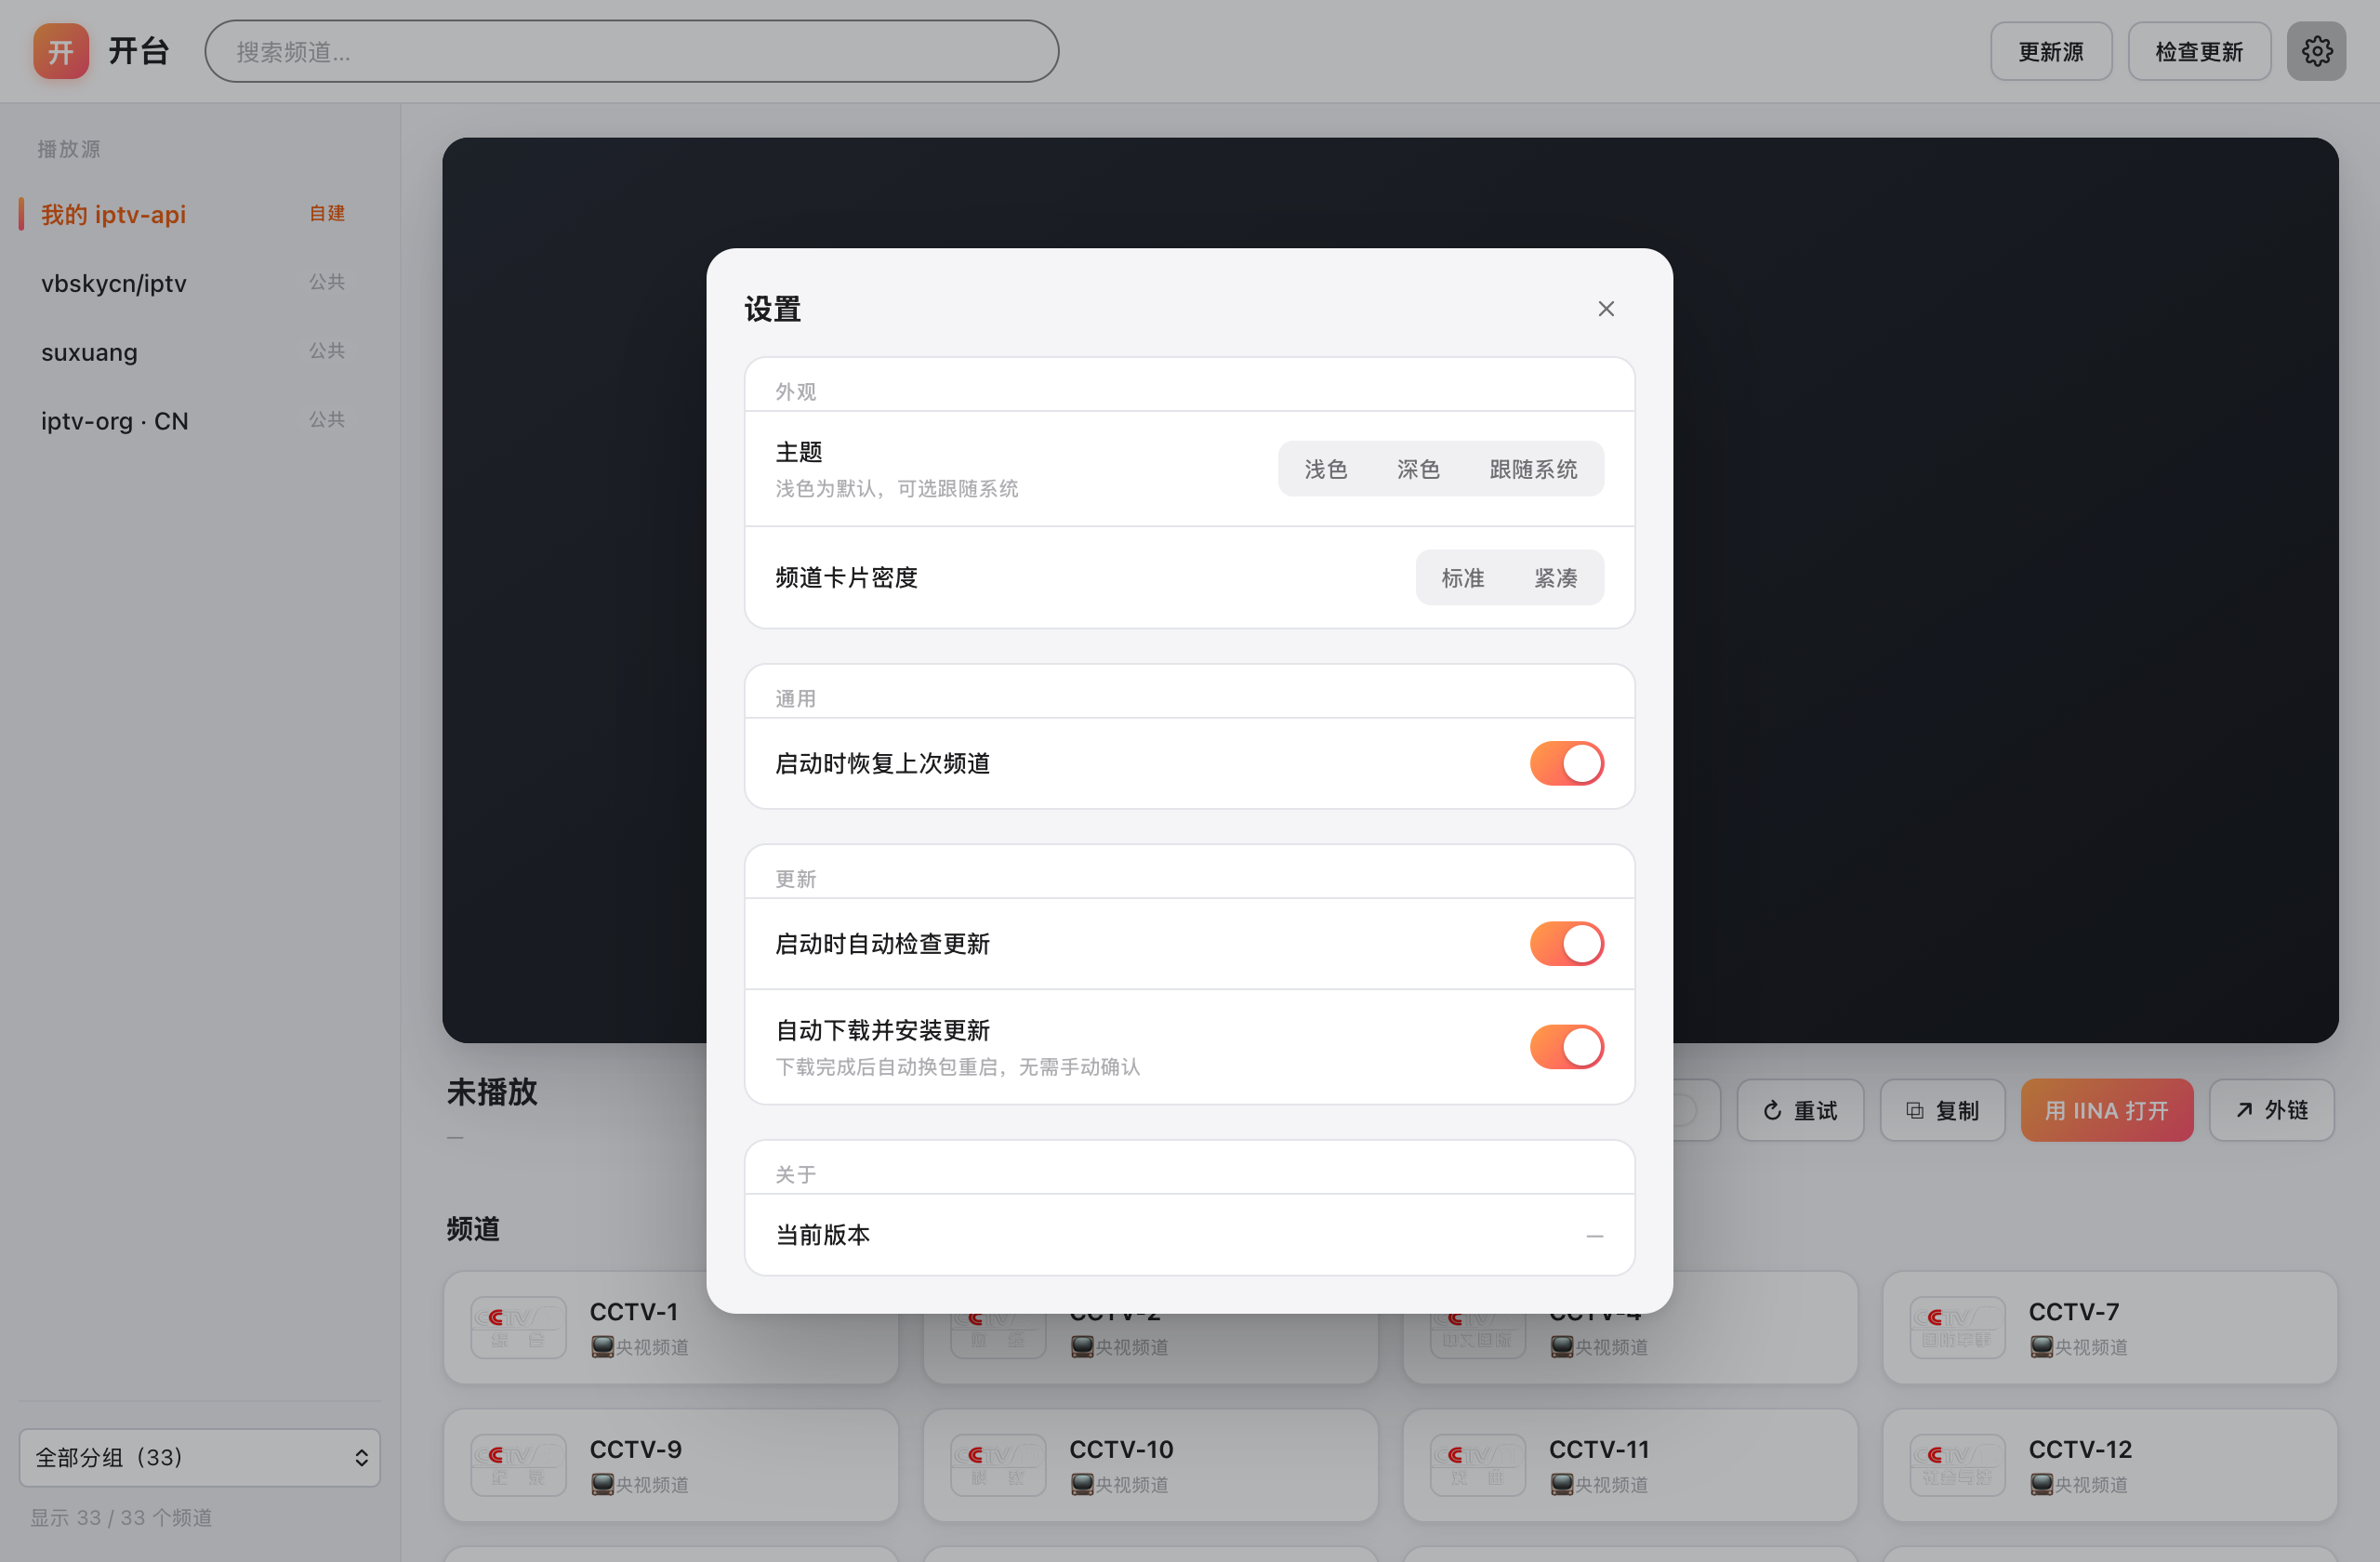 开 开台 搜索频道... 更新源 检查更新
播放源
我的 iptv-api 自建
vbskycn/iptv 公共
suxuang 公共
iptv-org · CN 公共
全部分组（33）
显示 33 / 33 个频道
设置
外观
主题 浅色 深色 跟随系统
浅色为默认，可选跟随系统
频道卡片密度 标准 紧凑
通用
启动时恢复上次频道
更新
启动时自动检查更新
自动下载并安装更新
下载完成后自动换包重启，无需手动确认
关于
当前版本 —
未播放
—
重试 复制 用 IINA 打开 外链
频道
CCTV-1 CCTV-2 CCTV-4 CCTV-7
央视频道 央视频道 央视频道 央视频道
CCTV-9 CCTV-10 CCTV-11 CCTV-12
央视频道 央视频道 央视频道 央视频道